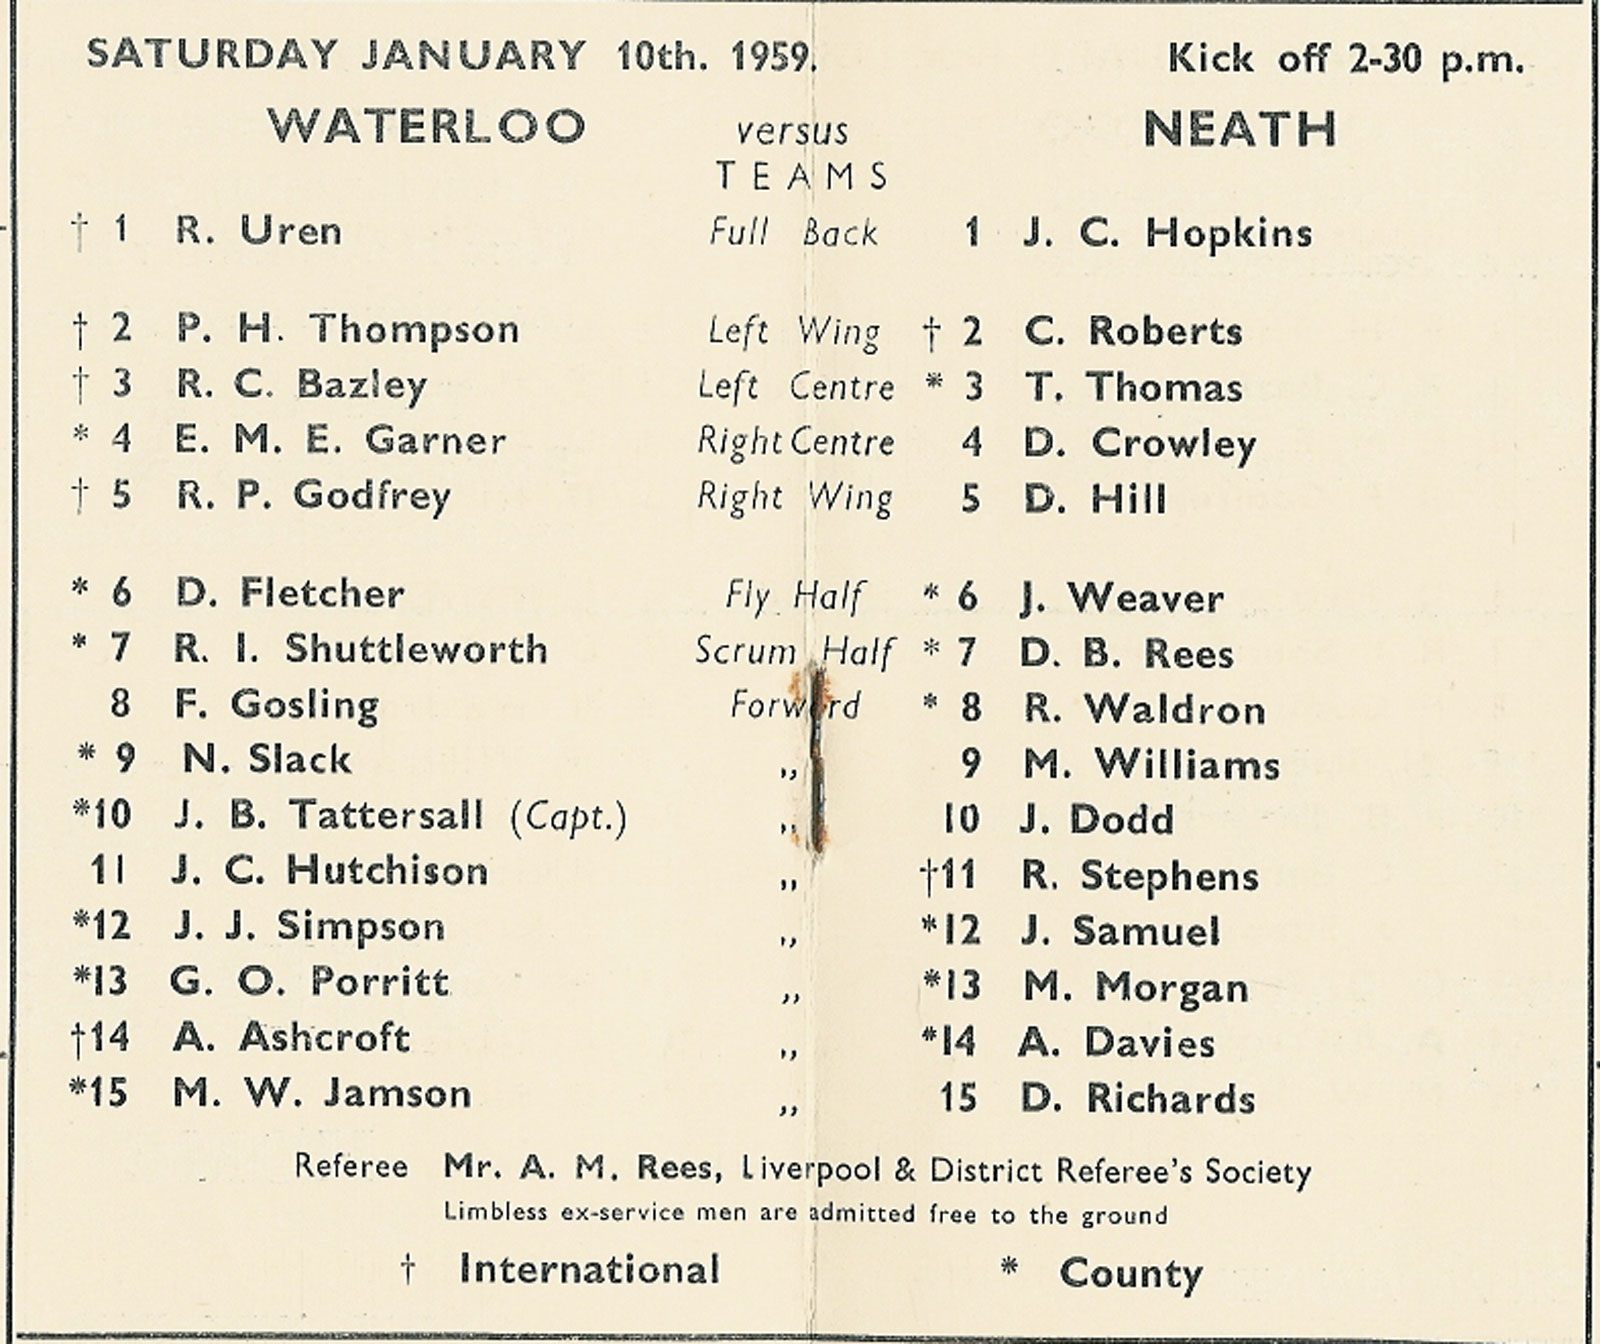 SATURDAY JANUARY 10th. 1959. Kick off 2-30 p.m.
WATERLOO versus NEATH
TEAMS
† 1 R. Uren Full Back 1 J. C. Hopkins
† 2 P. H. Thompson Left Wing † 2 C. Roberts
† 3 R. C. Bazley Left Centre * 3 T. Thomas
* 4 E. M. E. Garner Right Centre 4 D. Crowley
† 5 R. P. Godfrey Right Wing 5 D. Hill
* 6 D. Fletcher Fly Half * 6 J. Weaver
* 7 R. I. Shuttleworth Scrum Half * 7 D. B. Rees
8 F. Gosling Forward * 8 R. Waldron
* 9 N. Slack ,, 9 M. Williams
*10 J. B. Tattersall (Capt.) ,, 10 J. Dodd
11 J. C. Hutchison ,, †11 R. Stephens
*12 J. J. Simpson ,, *12 J. Samuel
*13 G. O. Porritt ,, *13 M. Morgan
†14 A. Ashcroft ,, *14 A. Davies
*15 M. W. Jamson ,, 15 D. Richards
Referee Mr. A. M. Rees, Liverpool & District Referee's Society
Limbless ex-service men are admitted free to the ground
† International * County